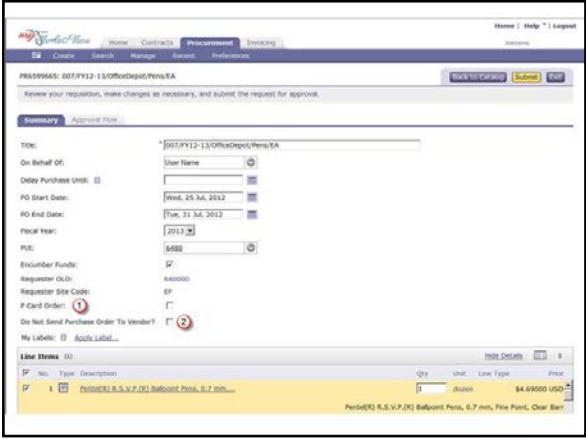 Home | Help | Logout
Home Contracts Procurement Invoicing
Welcome
Create Search Manage Recent Preferences
PR6599665: 007/FY12-13/OfficeDepot/Pens/EA
Back to Catalog Submit Exit
Review your requisition, make changes as necessary, and submit the request for approval.
Summary Approval Flow
Title: * 007/FY12-13/OfficeDepot/Pens/EA
On Behalf Of: User Name
Delay Purchase Until:
PO Start Date: Wed, 25 Jul, 2012
PO End Date: Tue, 31 Jul, 2012
Fiscal Year: 2013
PUI: 6480
Encumber Funds:
Requester OLO: 640000
Requester Site Code: EP
P Card Order: 1
Do Not Send Purchase Order To Vendor? 2
My Labels: Apply Label...
Line Items (1) Hide Details
No. Type Description Qty Unit Line Type Price
1 Pentel(R) R.S.V.P.(R) Ballpoint Pens, 0.7 mm,... 1 dozen $4.69000 USD
Pentel(R) R.S.V.P.(R) Ballpoint Pens, 0.7 mm, Fine Point, Clear Barr